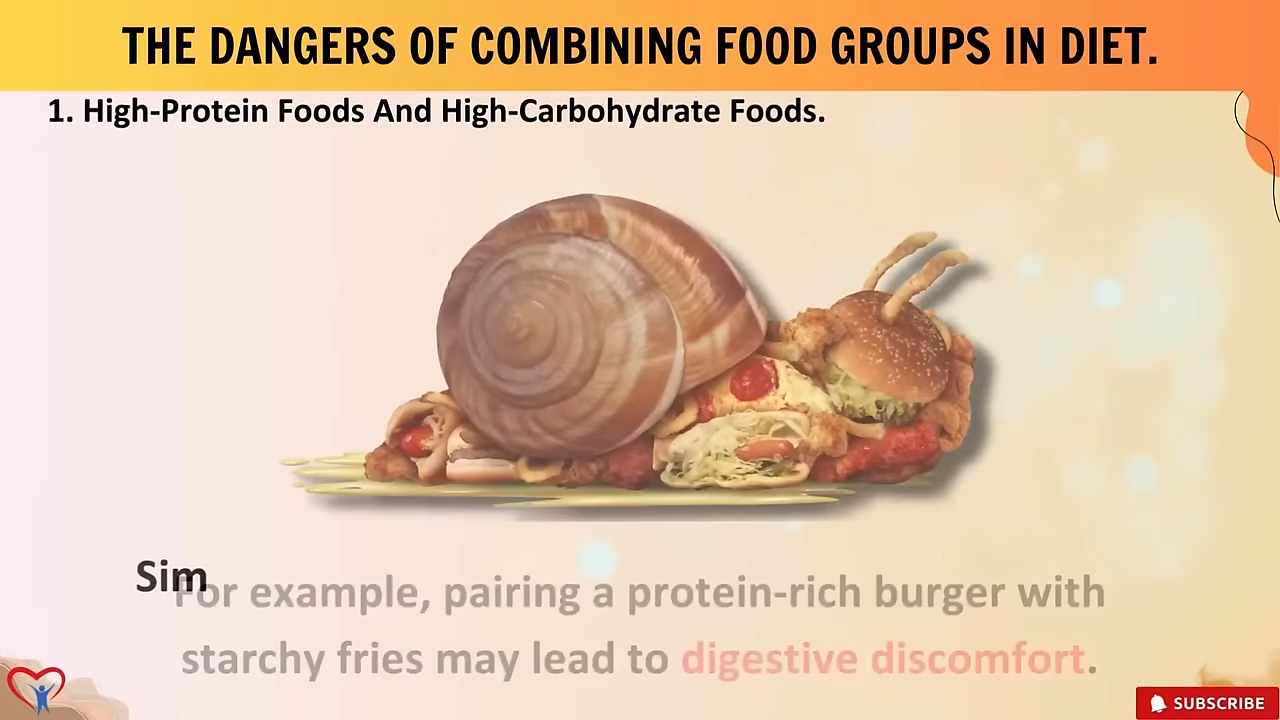 THE DANGERS OF COMBINING FOOD GROUPS IN DIET.
1. High-Protein Foods And High-Carbohydrate Foods.
Sim
For example, pairing a protein-rich burger with
starchy fries may lead to digestive discomfort.
SUBSCRIBE